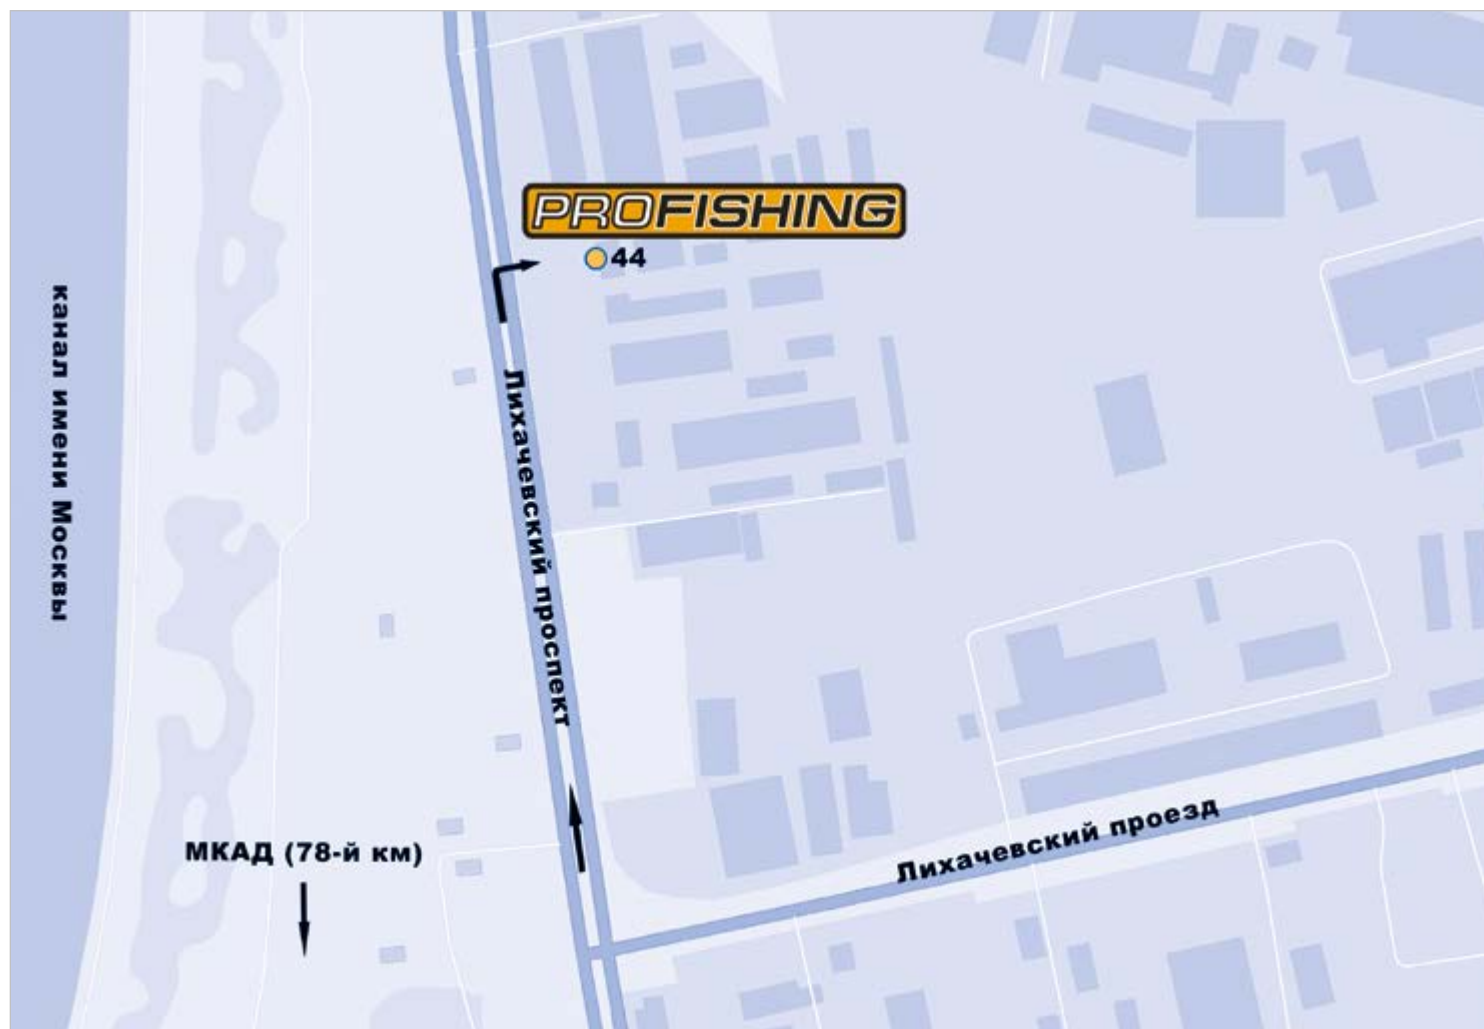 PROFISHING
44
канал имени Москвы
Лихачевский проспект
Лихачевский проезд
МКАД (78-й км)